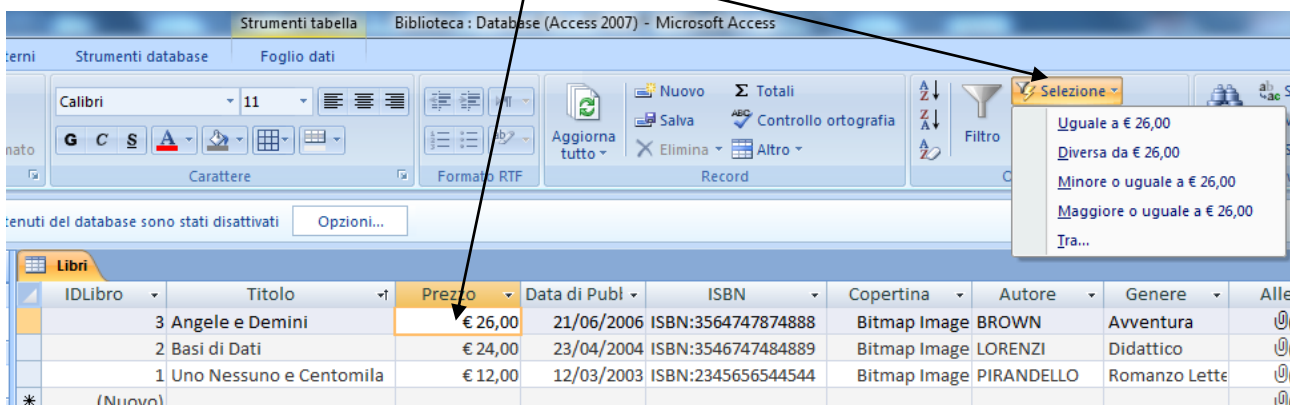 Strumenti tabella Biblioteca : Database (Access 2007) - Microsoft Access
terni Strumenti database Foglio dati
Calibri 11
Nuovo Σ Totali
Selezione
Salva Controllo ortografia
Uguale a € 26,00
G C S
Aggiorna tutto
Filtro
mato
Elimina Altro
Diversa da € 26,00
Carattere Formato RTF Record
Minore o uguale a € 26,00
Maggiore o uguale a € 26,00
Tra...
tenuti del database sono stati disattivati Opzioni...
Libri
IDLibro Titolo Prezzo Data di Publ ISBN Copertina Autore Genere Alle
3 Angele e Demini € 26,00 21/06/2006 ISBN:3564747874888 Bitmap Image BROWN Avventura
2 Basi di Dati € 24,00 23/04/2004 ISBN:3546747484889 Bitmap Image LORENZI Didattico
1 Uno Nessuno e Centomila € 12,00 12/03/2003 ISBN:2345656544544 Bitmap Image PIRANDELLO Romanzo Lette
* (Nuovo)